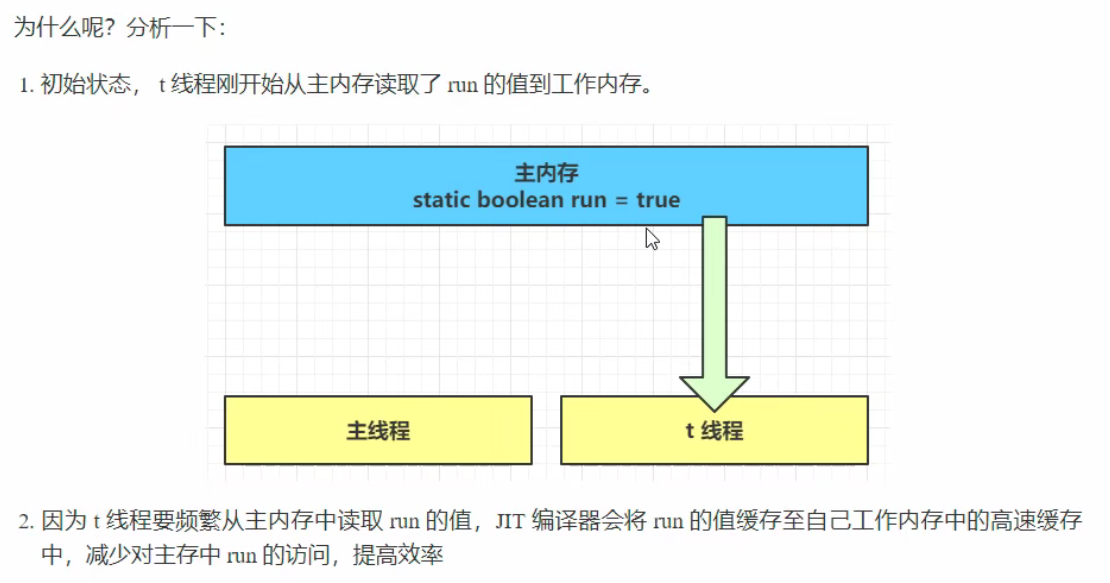 为什么呢？分析一下：
1. 初始状态， t 线程刚开始从主内存读取了 run 的值到工作内存。
主内存
static boolean run = true
主线程
t 线程
2. 因为 t 线程要频繁从主内存中读取 run 的值，JIT 编译器会将 run 的值缓存至自己工作内存中的高速缓存
中，减少对主存中 run 的访问，提高效率